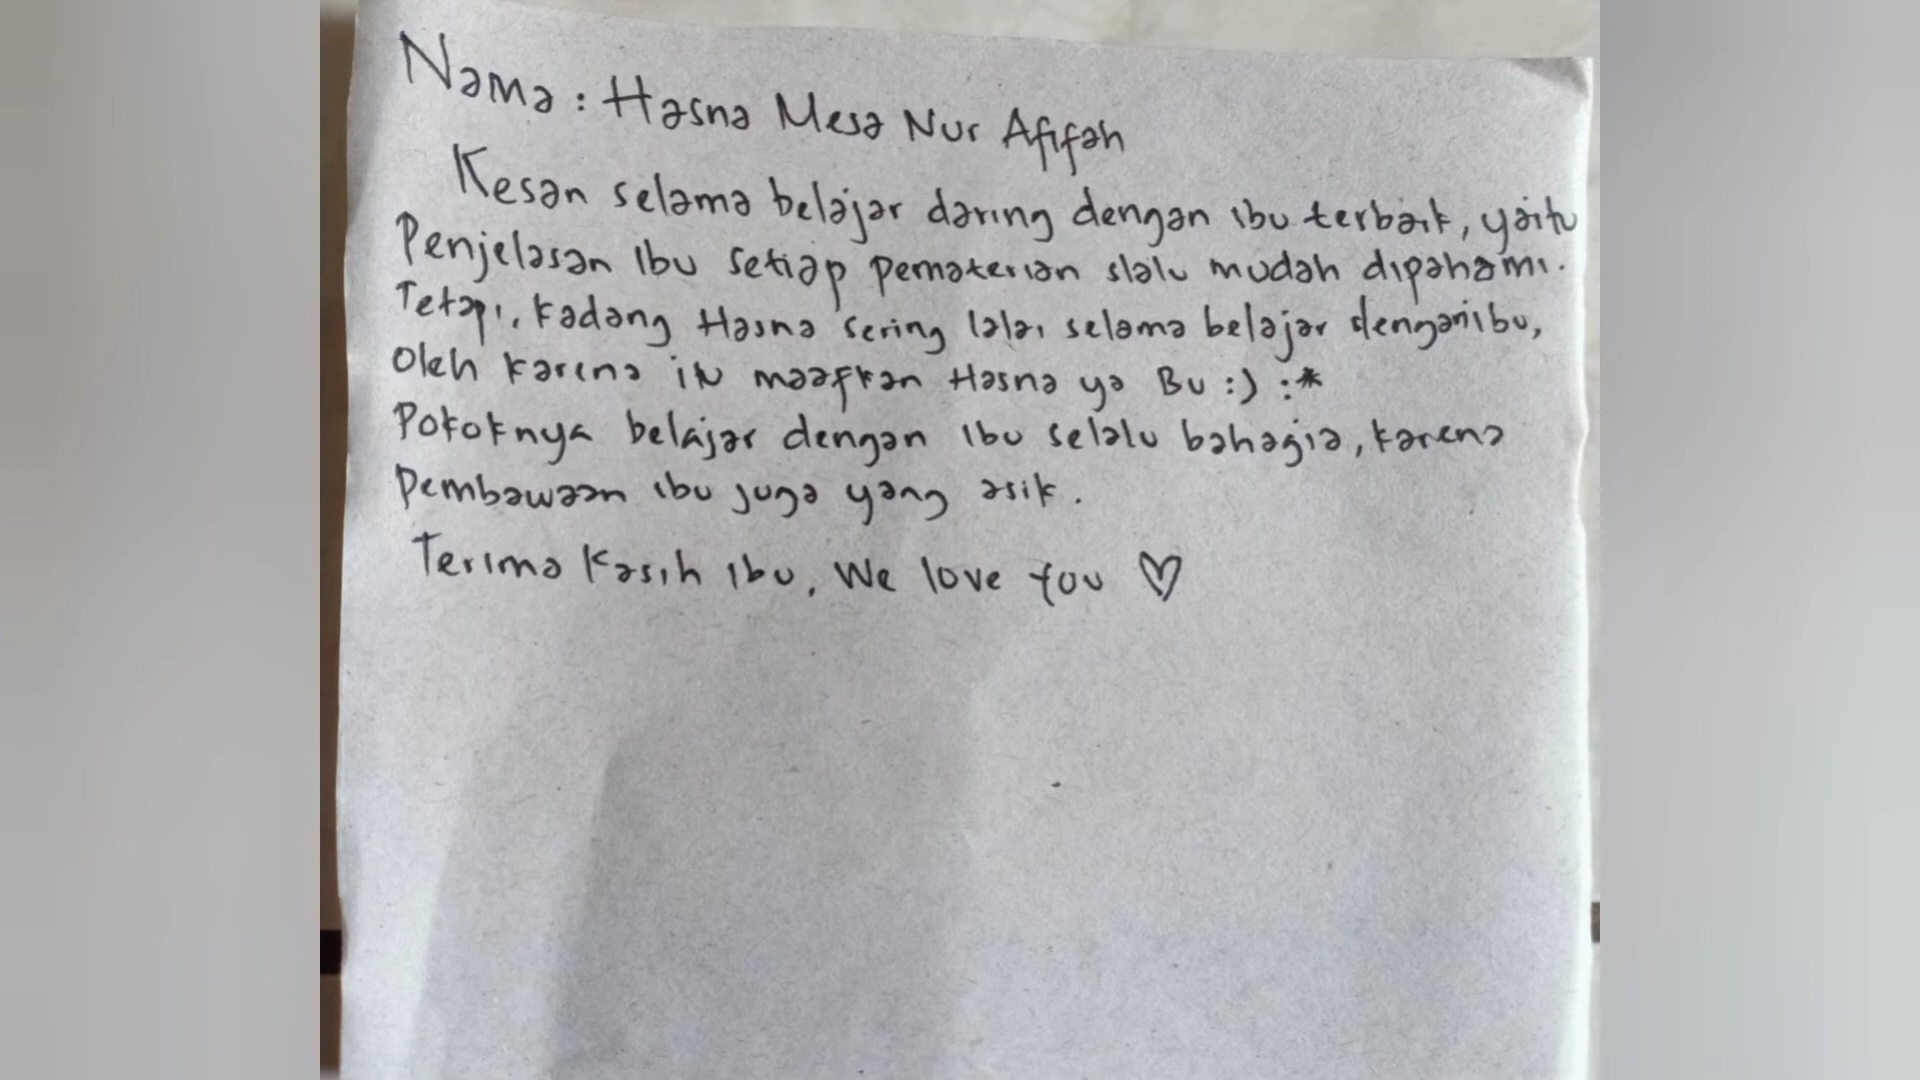 Nama : Hasna Mesa Nur Afifah
Kesan selama belajar daring dengan ibu terbaik, yaitu
Penjelasan Ibu setiap pematerian slalu mudah dipahami.
Tetapi, kadang Hasna sering lalai selama belajar dengan ibu,
Oleh karena itu maafkan Hasna ya Bu :) :*
Pokoknya belajar dengan Ibu selalu bahagia, karena
Pembawaan ibu juga yang asik.
Terima Kasih ibu, We love You ♡